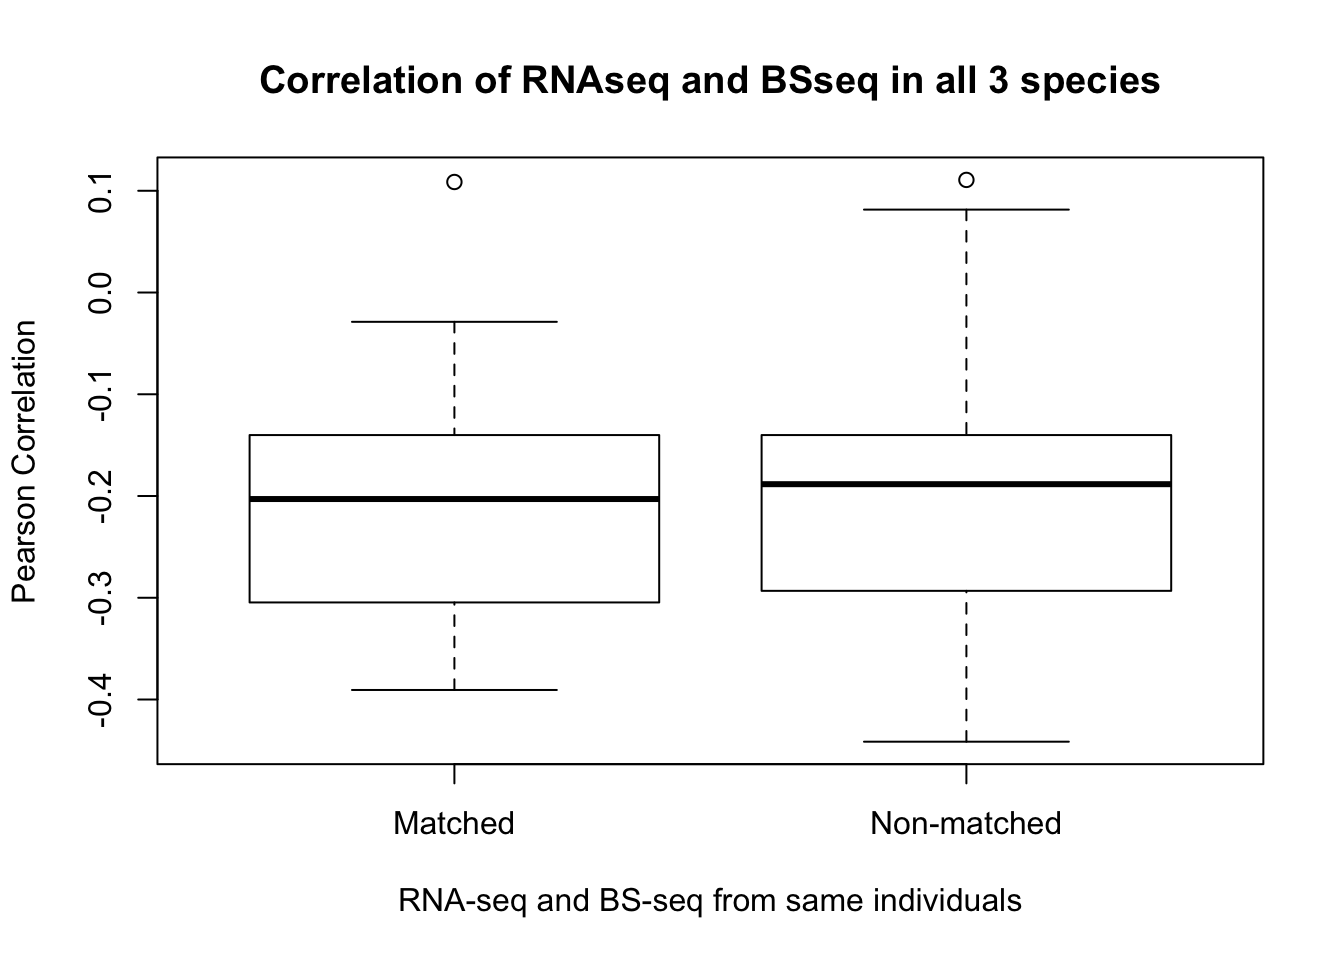 Correlation of RNAseq and BSseq in all 3 species
Pearson Correlation
0.1
0.0
-0.1
-0.2
-0.3
-0.4
Matched
Non-matched
RNA-seq and BS-seq from same individuals